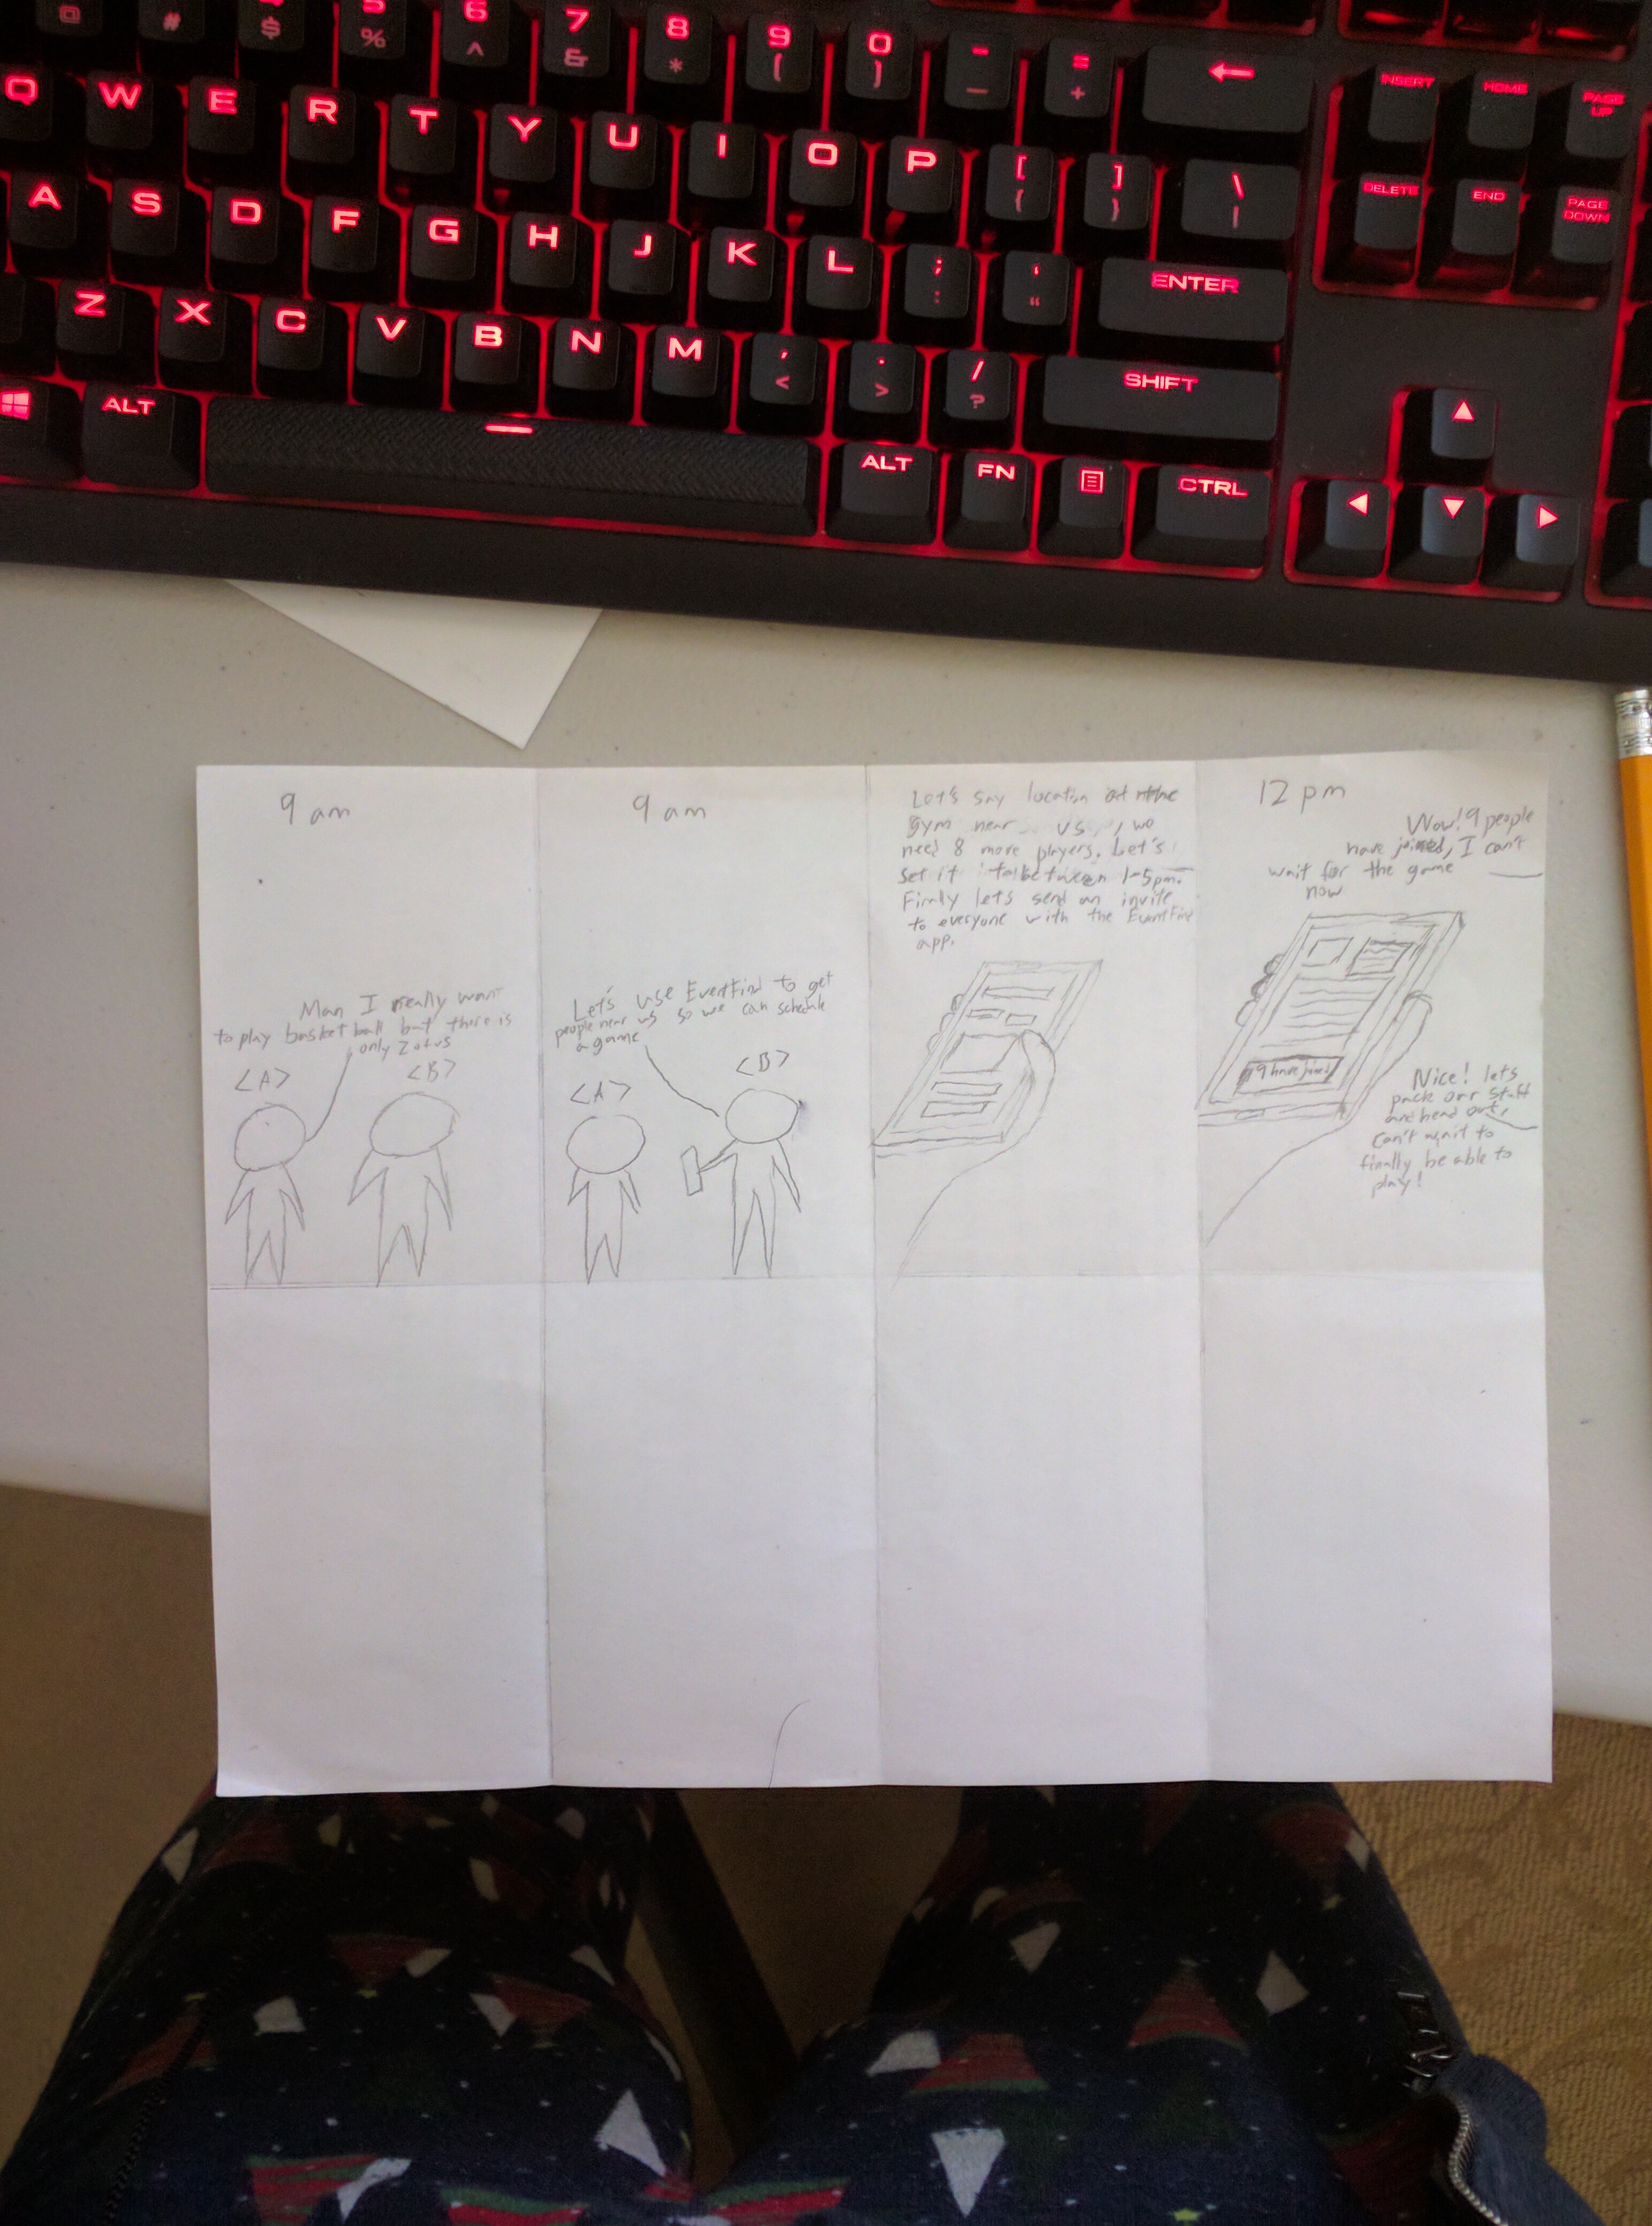 @ # $ 5 % 6 ^ 7 & 8 * 9 ( 0 ) - _ = +
INSERT HOME PAGE UP
Q W E R T Y U I O P [ { ] } \ |
DELETE END PAGE DOWN
A S D F G H J K L ; : ' " ENTER
Z X C V B N M , < . > / ? SHIFT
ALT ALT FN CTRL
9 am
Man I really want
to play basketball but there is
only 2 of us
<A>
<B>
9 am
Let's use EventFind to get
people near us so we can schedule
a game
<A>
<B>
Let's say location at the
gym near us, we
need 8 more players. Let's
set it to between 1-5pm.
Finally let's send an invite
to everyone with the EventFind
app.
12 pm
Wow! 9 people
have joined, I can't
wait for the game
now
9 have joined
Nice! lets
pack our stuff
and head out,
Can't wait to
finally be able to
play!